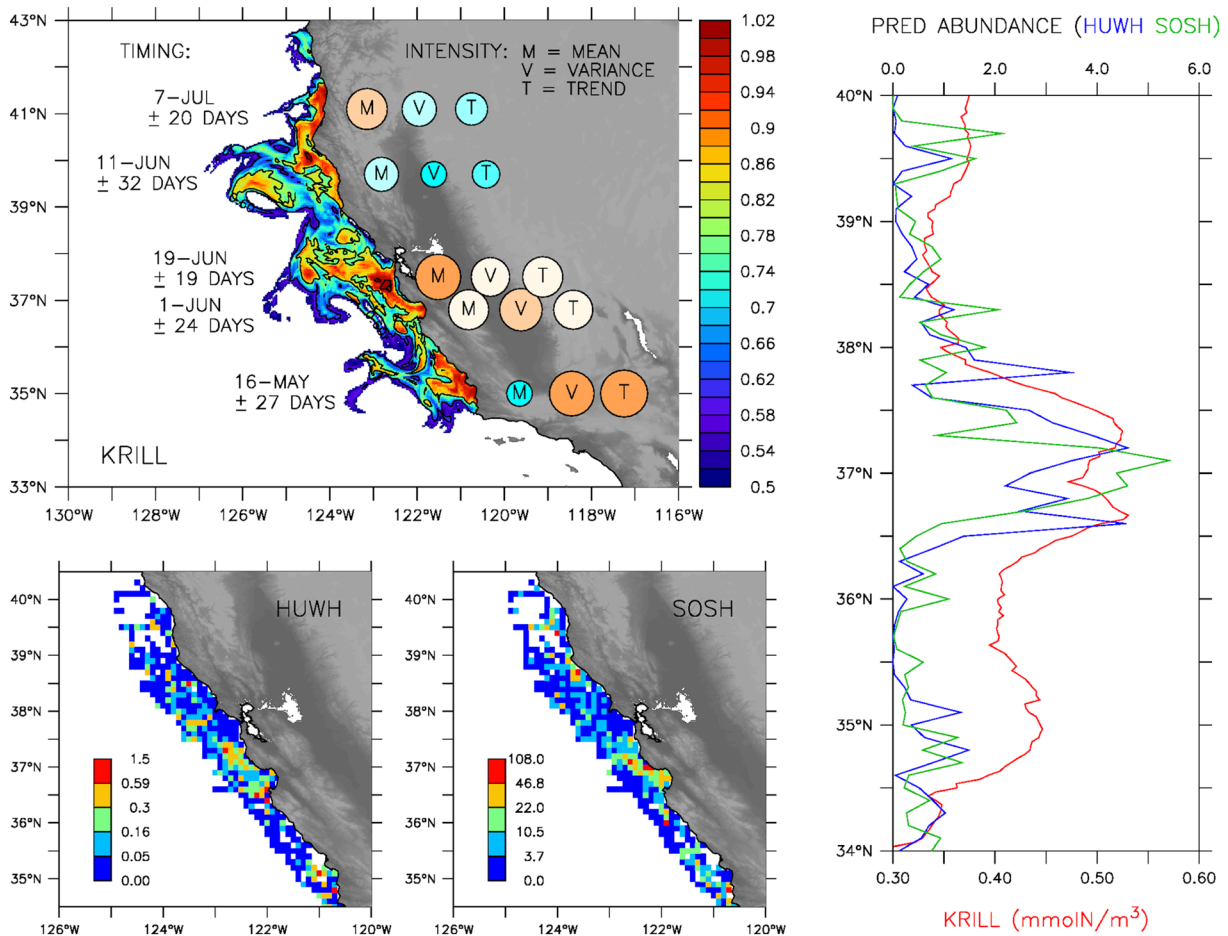 43°N
41°N
39°N
37°N
35°N
33°N
TIMING:
INTENSITY: M = MEAN
V = VARIANCE
T = TREND
7-JUL
± 20 DAYS
M V T
11-JUN
± 32 DAYS
M V T
19-JUN
± 19 DAYS
M V T
1-JUN
± 24 DAYS
M V T
16-MAY
± 27 DAYS
M V T
KRILL
130°W 128°W 126°W 124°W 122°W 120°W 118°W 116°W
1.02
0.98
0.94
0.9
0.86
0.82
0.78
0.74
0.7
0.66
0.62
0.58
0.54
0.5
PRED ABUNDANCE (HUWH SOSH)
0.0 2.0 4.0 6.0
40°N
39°N
38°N
37°N
36°N
35°N
34°N
0.30 0.40 0.50 0.60
KRILL (mmolN/m³)
HUWH
40°N
39°N
38°N
37°N
36°N
35°N
1.5
0.59
0.3
0.16
0.05
0.00
126°W 124°W 122°W 120°W
SOSH
40°N
39°N
38°N
37°N
36°N
35°N
108.0
46.8
22.0
10.5
3.7
0.0
126°W 124°W 122°W 120°W